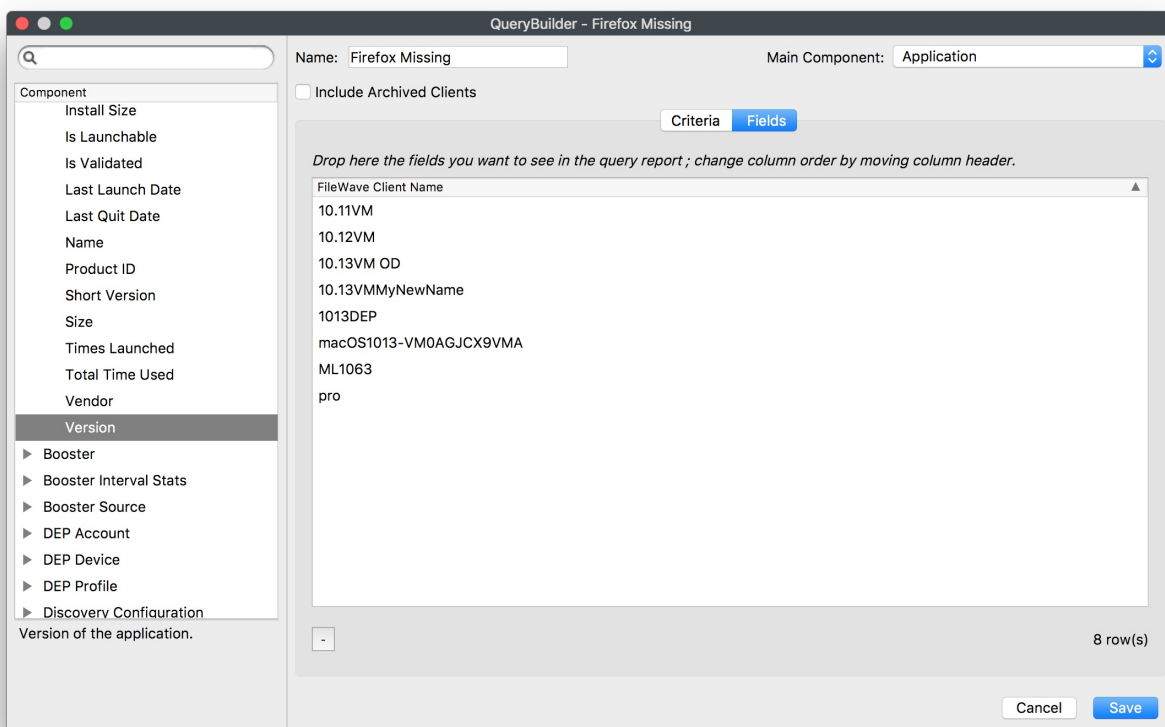 QueryBuilder - Firefox Missing
Name: Firefox Missing
Main Component: Application
Include Archived Clients
Component
Install Size
Is Launchable
Is Validated
Last Launch Date
Last Quit Date
Name
Product ID
Short Version
Size
Times Launched
Total Time Used
Vendor
Version
Booster
Booster Interval Stats
Booster Source
DEP Account
DEP Device
DEP Profile
Discovery Configuration
Version of the application.
Criteria
Fields
Drop here the fields you want to see in the query report ; change column order by moving column header.
FileWave Client Name
10.11VM
10.12VM
10.13VM OD
10.13VMMyNewName
1013DEP
macOS1013-VM0AGJCX9VMA
ML1063
pro
-
8 row(s)
Cancel
Save